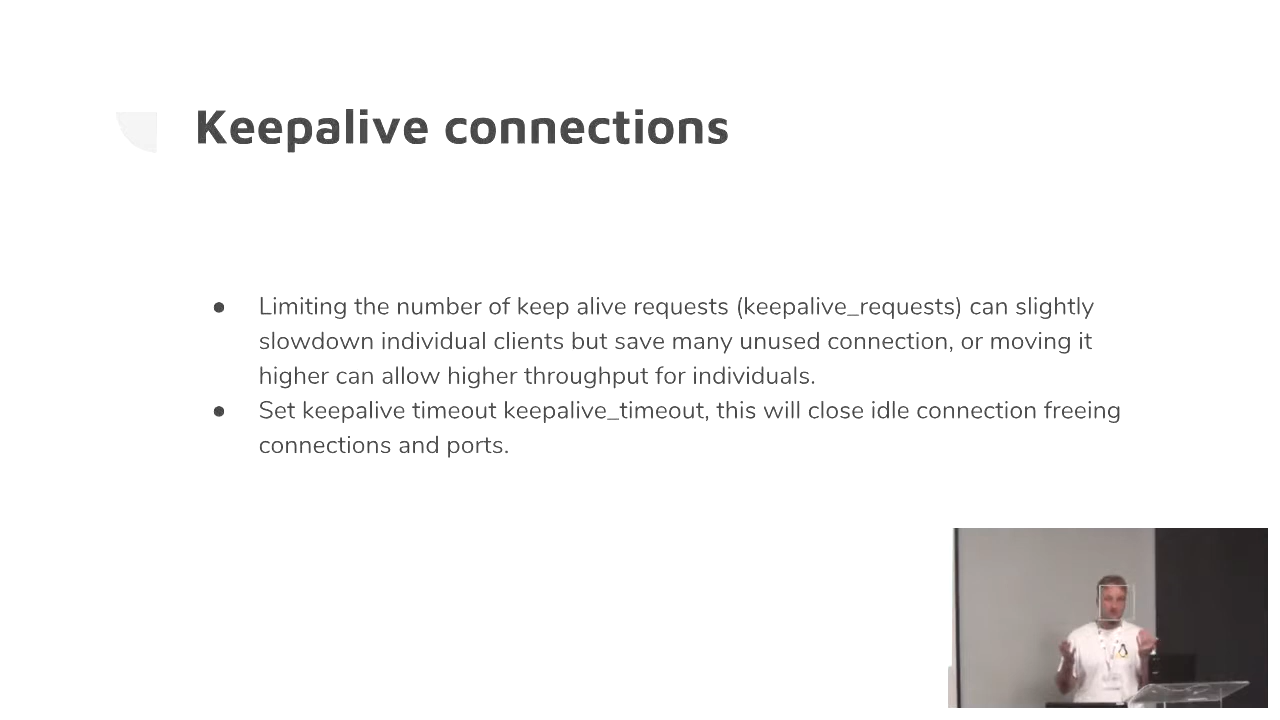 Keepalive connections
● Limiting the number of keep alive requests (keepalive_requests) can slightly
slowdown individual clients but save many unused connection, or moving it
higher can allow higher throughput for individuals.
● Set keepalive timeout keepalive_timeout, this will close idle connection freeing
connections and ports.